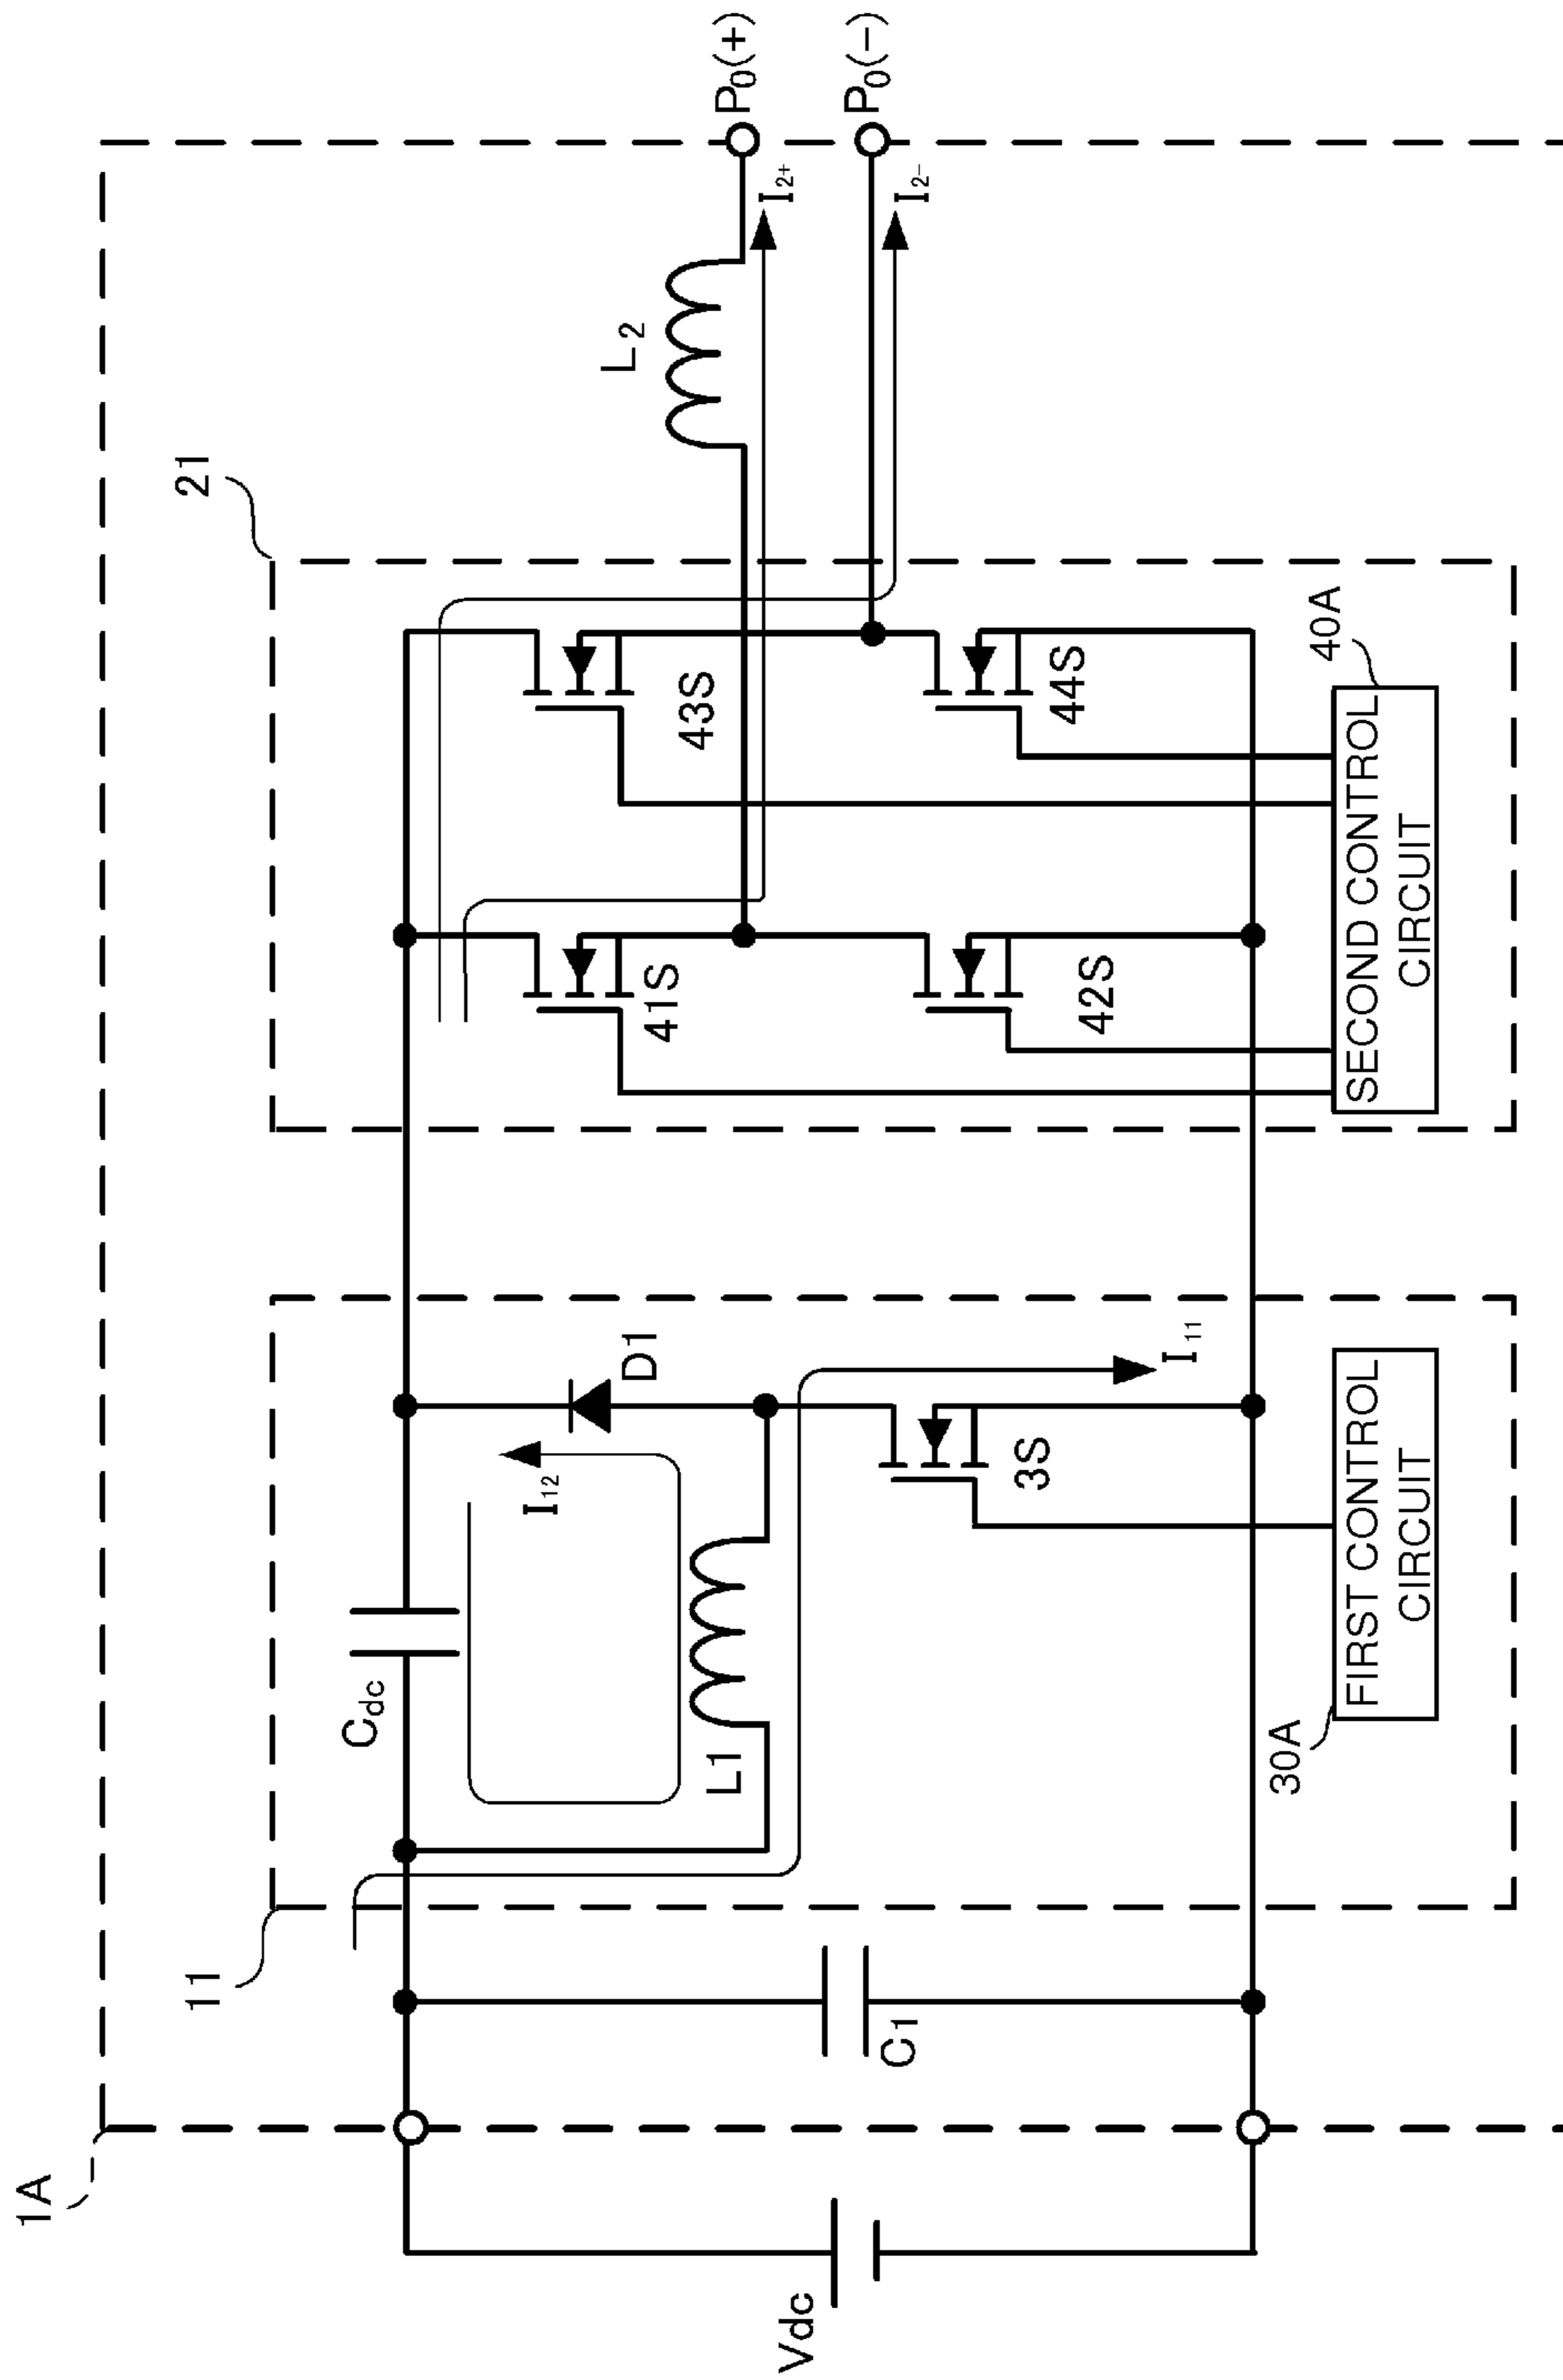 1A
Vdc
11
C1
Cdc
L1
I12
D1
I11
3S
30A
FIRST CONTROL
CIRCUIT
21
41S
42S
43S
44S
40A
SECOND CONTROL
CIRCUIT
L2
I2+
I2−
P0(+)
P0(−)